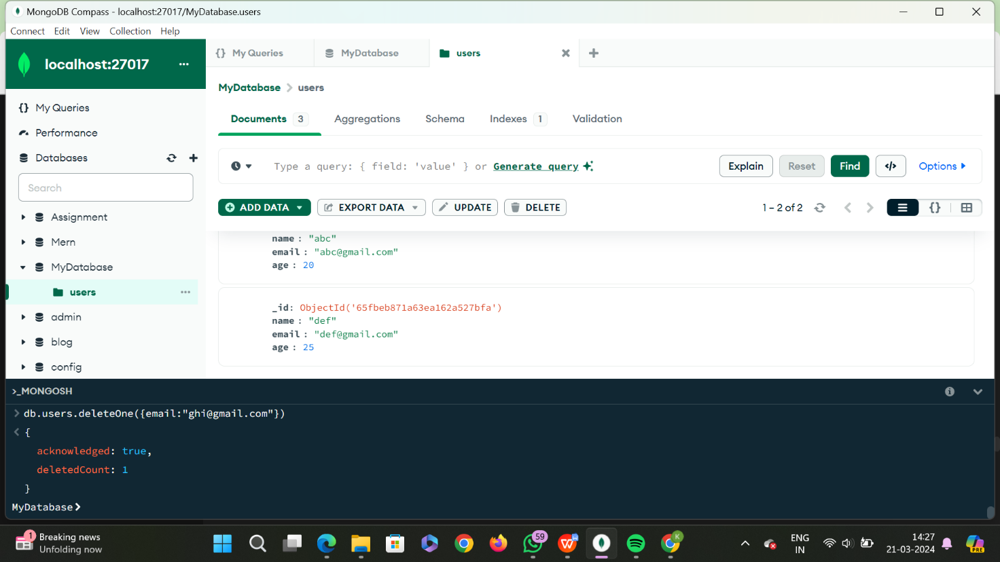 MongoDB Compass - localhost:27017/MyDatabase.users
Connect Edit View Collection Help
localhost:27017 ...
{} My Queries
MyDatabase
users
MyDatabase > users
Documents 3 Aggregations Schema Indexes 1 Validation
{} My Queries
Performance
Databases
Search
Type a query: { field: 'value' } or Generate query
Explain Reset Find </> Options
ADD DATA EXPORT DATA UPDATE DELETE
1 – 2 of 2 {}
Assignment
Mern
MyDatabase
users ...
admin
blog
config
name : "abc"
email : "abc@gmail.com"
age : 20
_id: ObjectId('65fbeb871a63ea162a527bfa')
name : "def"
email : "def@gmail.com"
age : 25
>_MONGOSH
> db.users.deleteOne({email:"ghi@gmail.com"})
< {
acknowledged: true,
deletedCount: 1
}
MyDatabase>
1
Breaking news
Unfolding now
59
W
K
PRE
ENG
IN
14:27
21-03-2024